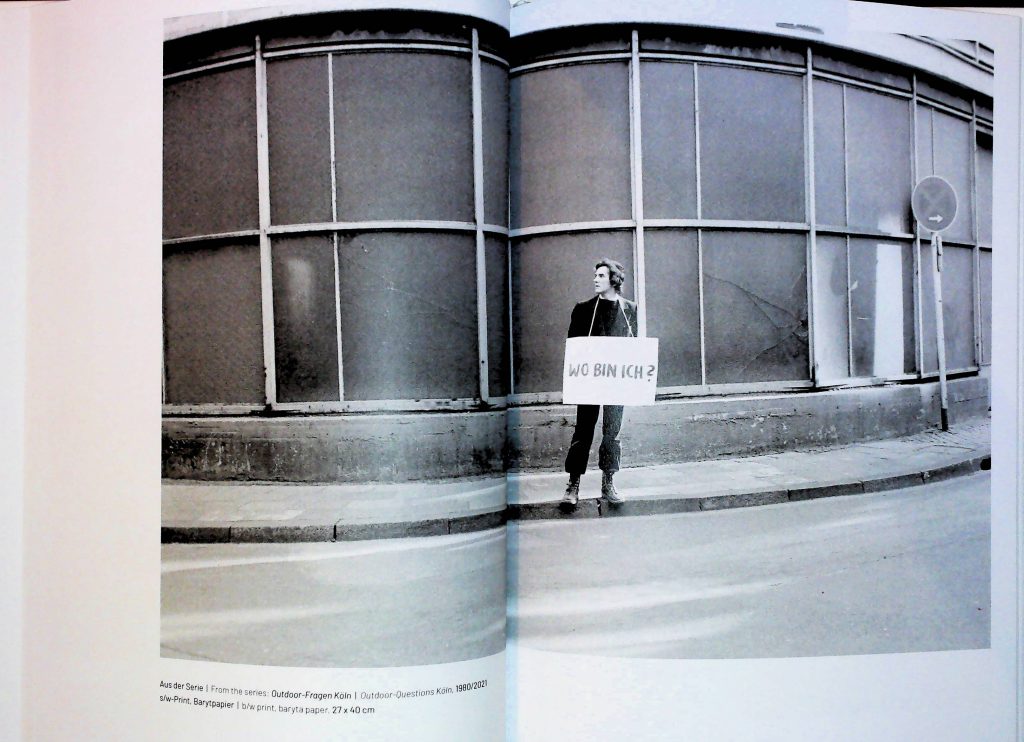 WO BIN ICH?
Aus der Serie | From the series: Outdoor-Fragen Köln | Outdoor-Questions Köln, 1980/2021
s/w-Print, Barytpapier | b/w print, baryta paper, 27 x 40 cm